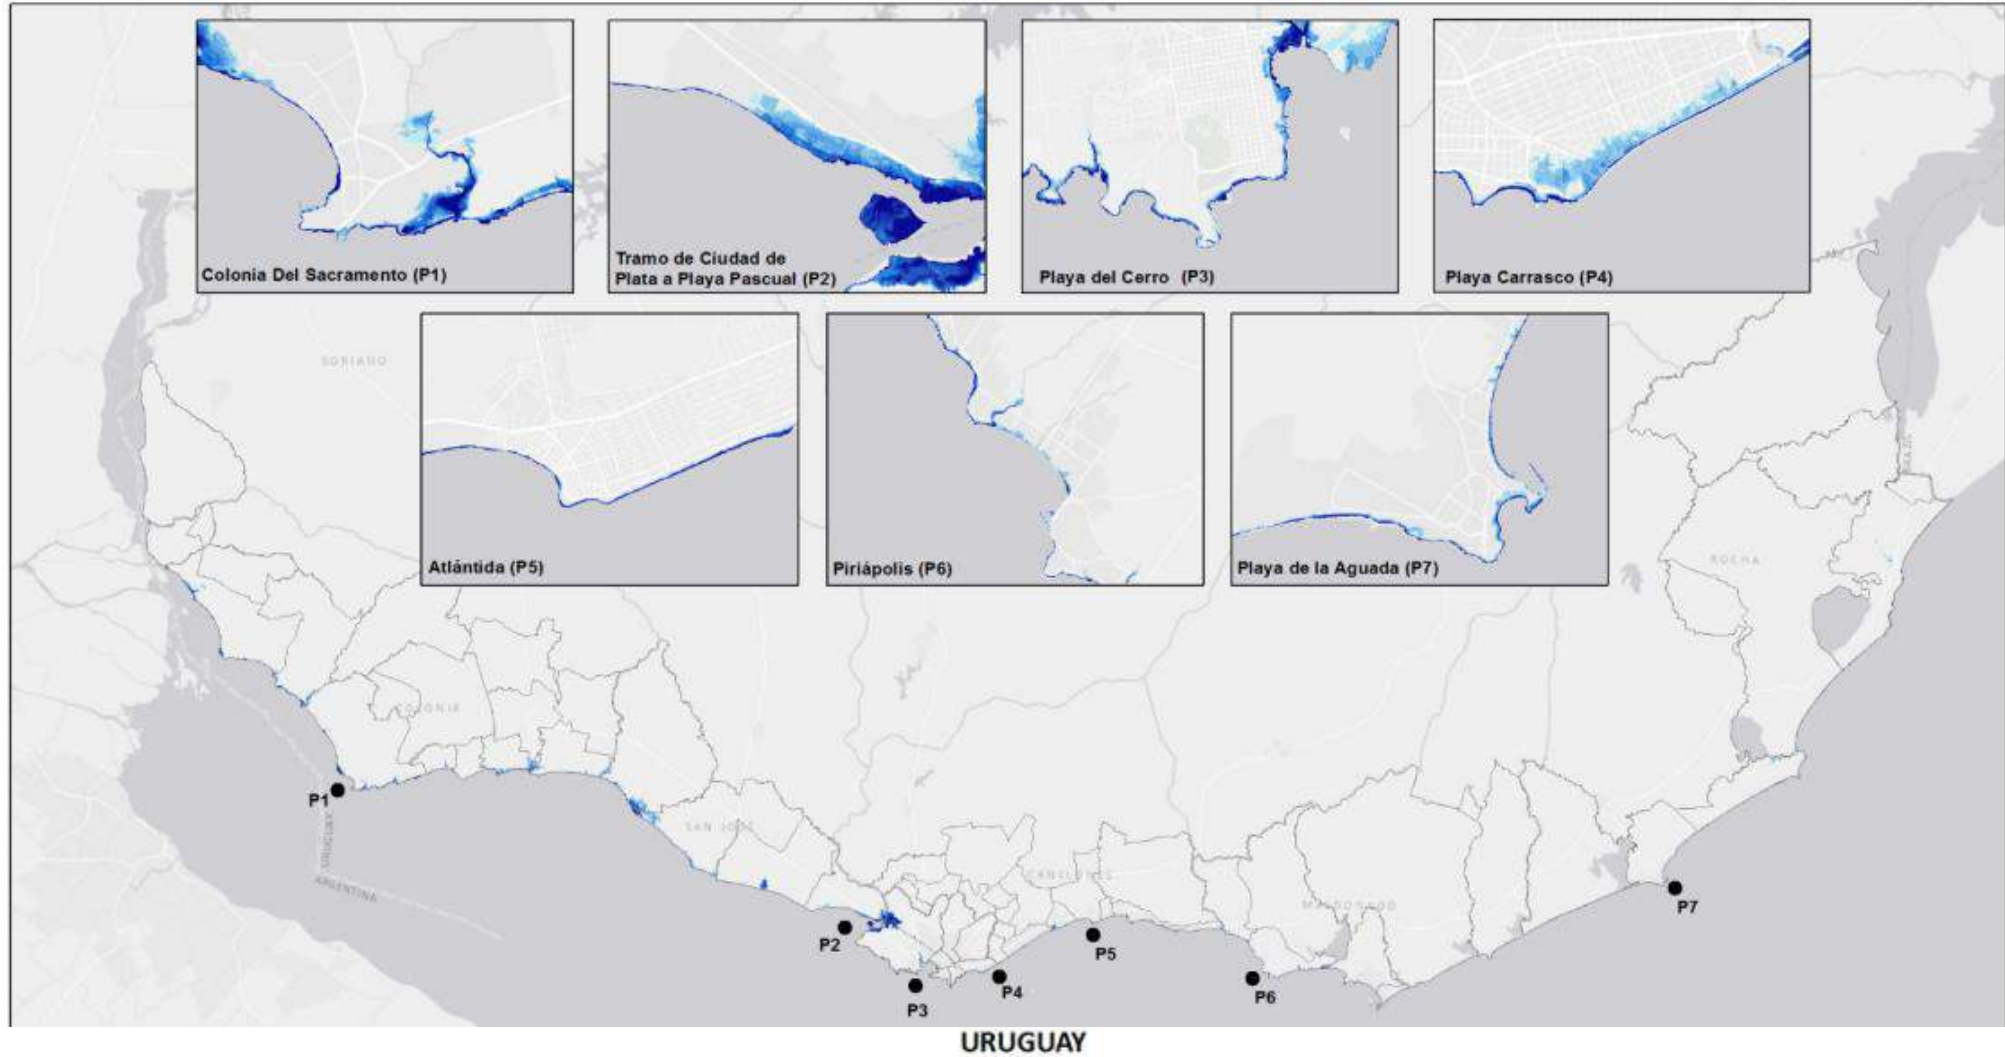 Colonia Del Sacramento (P1)
Tramo de Ciudad de
Plata a Playa Pascual (P2)
Playa del Cerro (P3)
Playa Carrasco (P4)
SORIANO
Atlántida (P5)
Piriápolis (P6)
Playa de la Aguada (P7)
BRAZIL
ROCHA
COLONIA
P1
URUGUAY
ARGENTINA
SAN JOSÉ
CANELONES
MALDONADO
P2
P3
P4
P5
P6
P7
URUGUAY